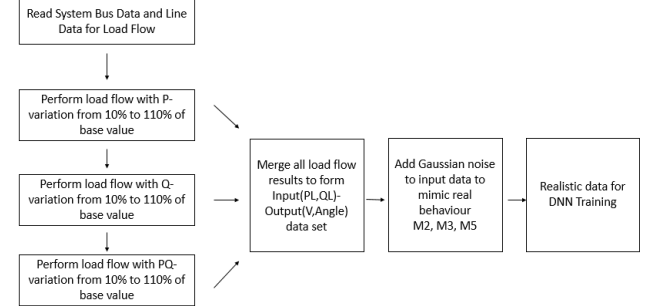 Read System Bus Data and Line
Data for Load Flow
Perform load flow with P-
variation from 10% to 110% of
base value
Perform load flow with Q-
variation from 10% to 110% of
base value
Perform load flow with PQ-
variation from 10% to 110% of
base value
Merge all load flow
results to form
Input(PL,QL)-
Output(V,Angle)
data set
Add Gaussian noise
to input data to
mimic real
behaviour
M2, M3, M5
Realistic data for
DNN Training